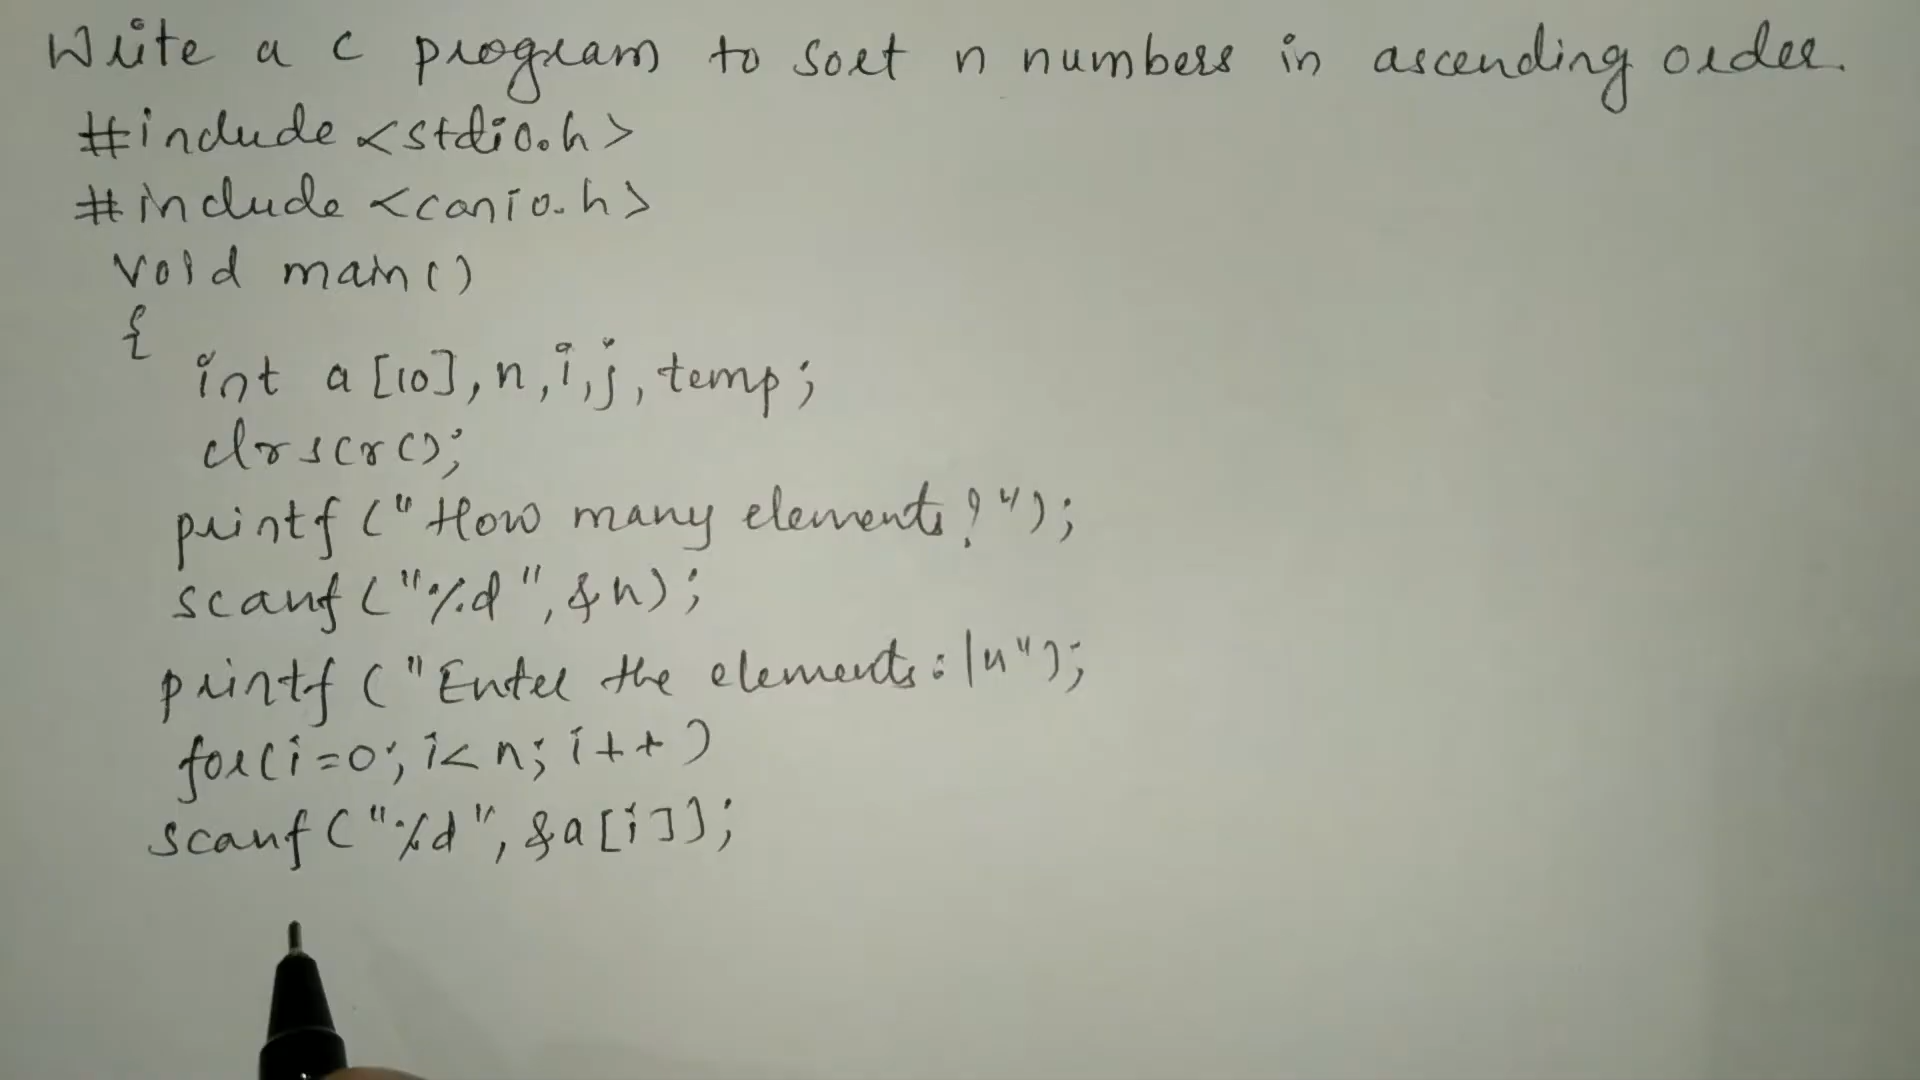 Write a c program to sort n numbers in ascending order.
#include <stdio.h>
#include <conio.h>
void main()
{
int a[10], n, i, j, temp;
clrscr();
printf("How many elements?");
scanf("%d", &n);
printf("Enter the elements:\n");
for(i=0; i<n; i++)
scanf("%d", &a[i]);